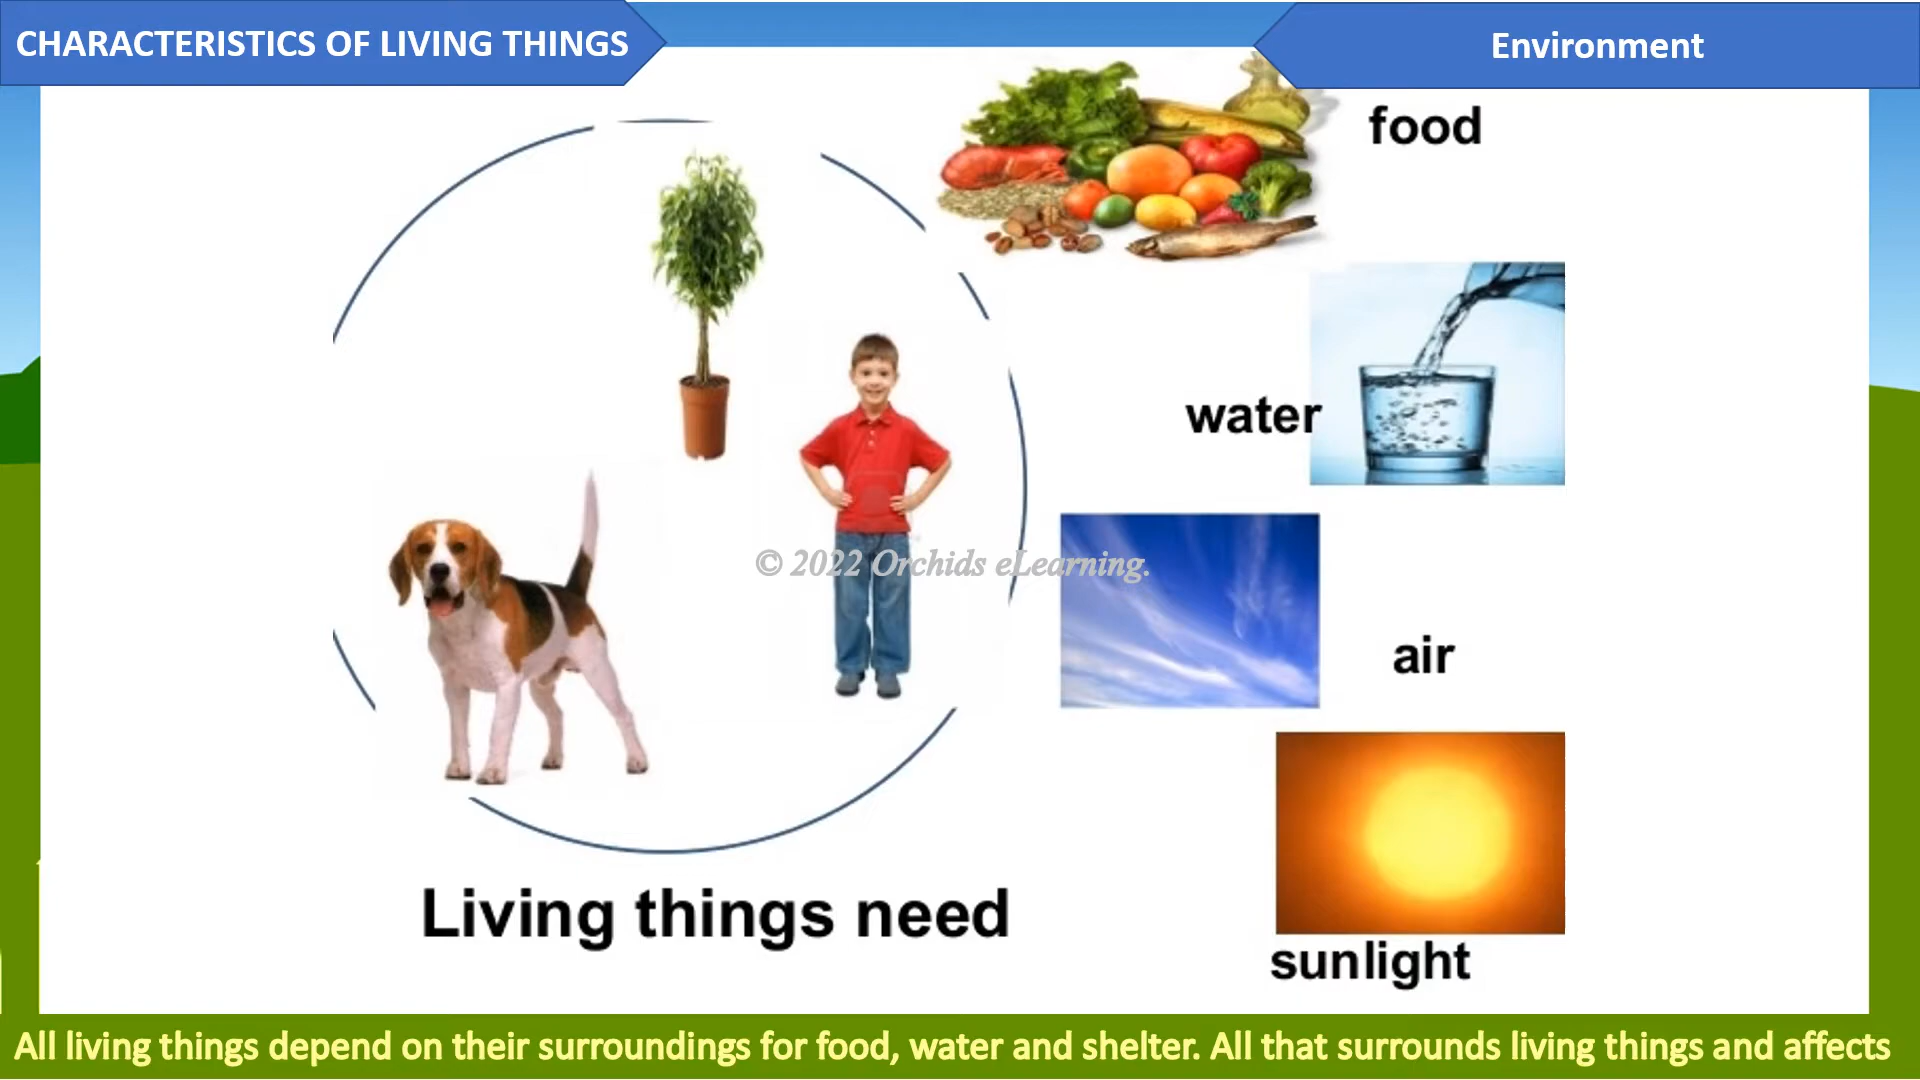 CHARACTERISTICS OF LIVING THINGS
Environment
food
water
© 2022 Orchids eLearning.
air
Living things need
sunlight
All living things depend on their surroundings for food, water and shelter. All that surrounds living things and affects